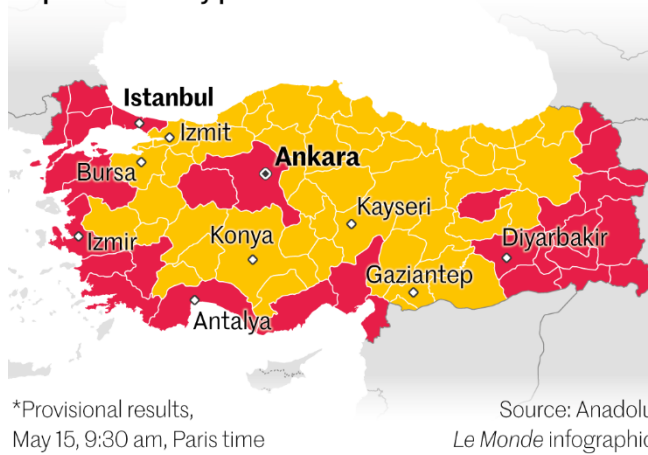 Istanbul
Izmit
Ankara
Bursa
Kayseri
Izmir
Konya
Diyarbakir
Gaziantep
Antalya
*Provisional results,
May 15, 9:30 am, Paris time
Source: Anadolu
Le Monde infographic